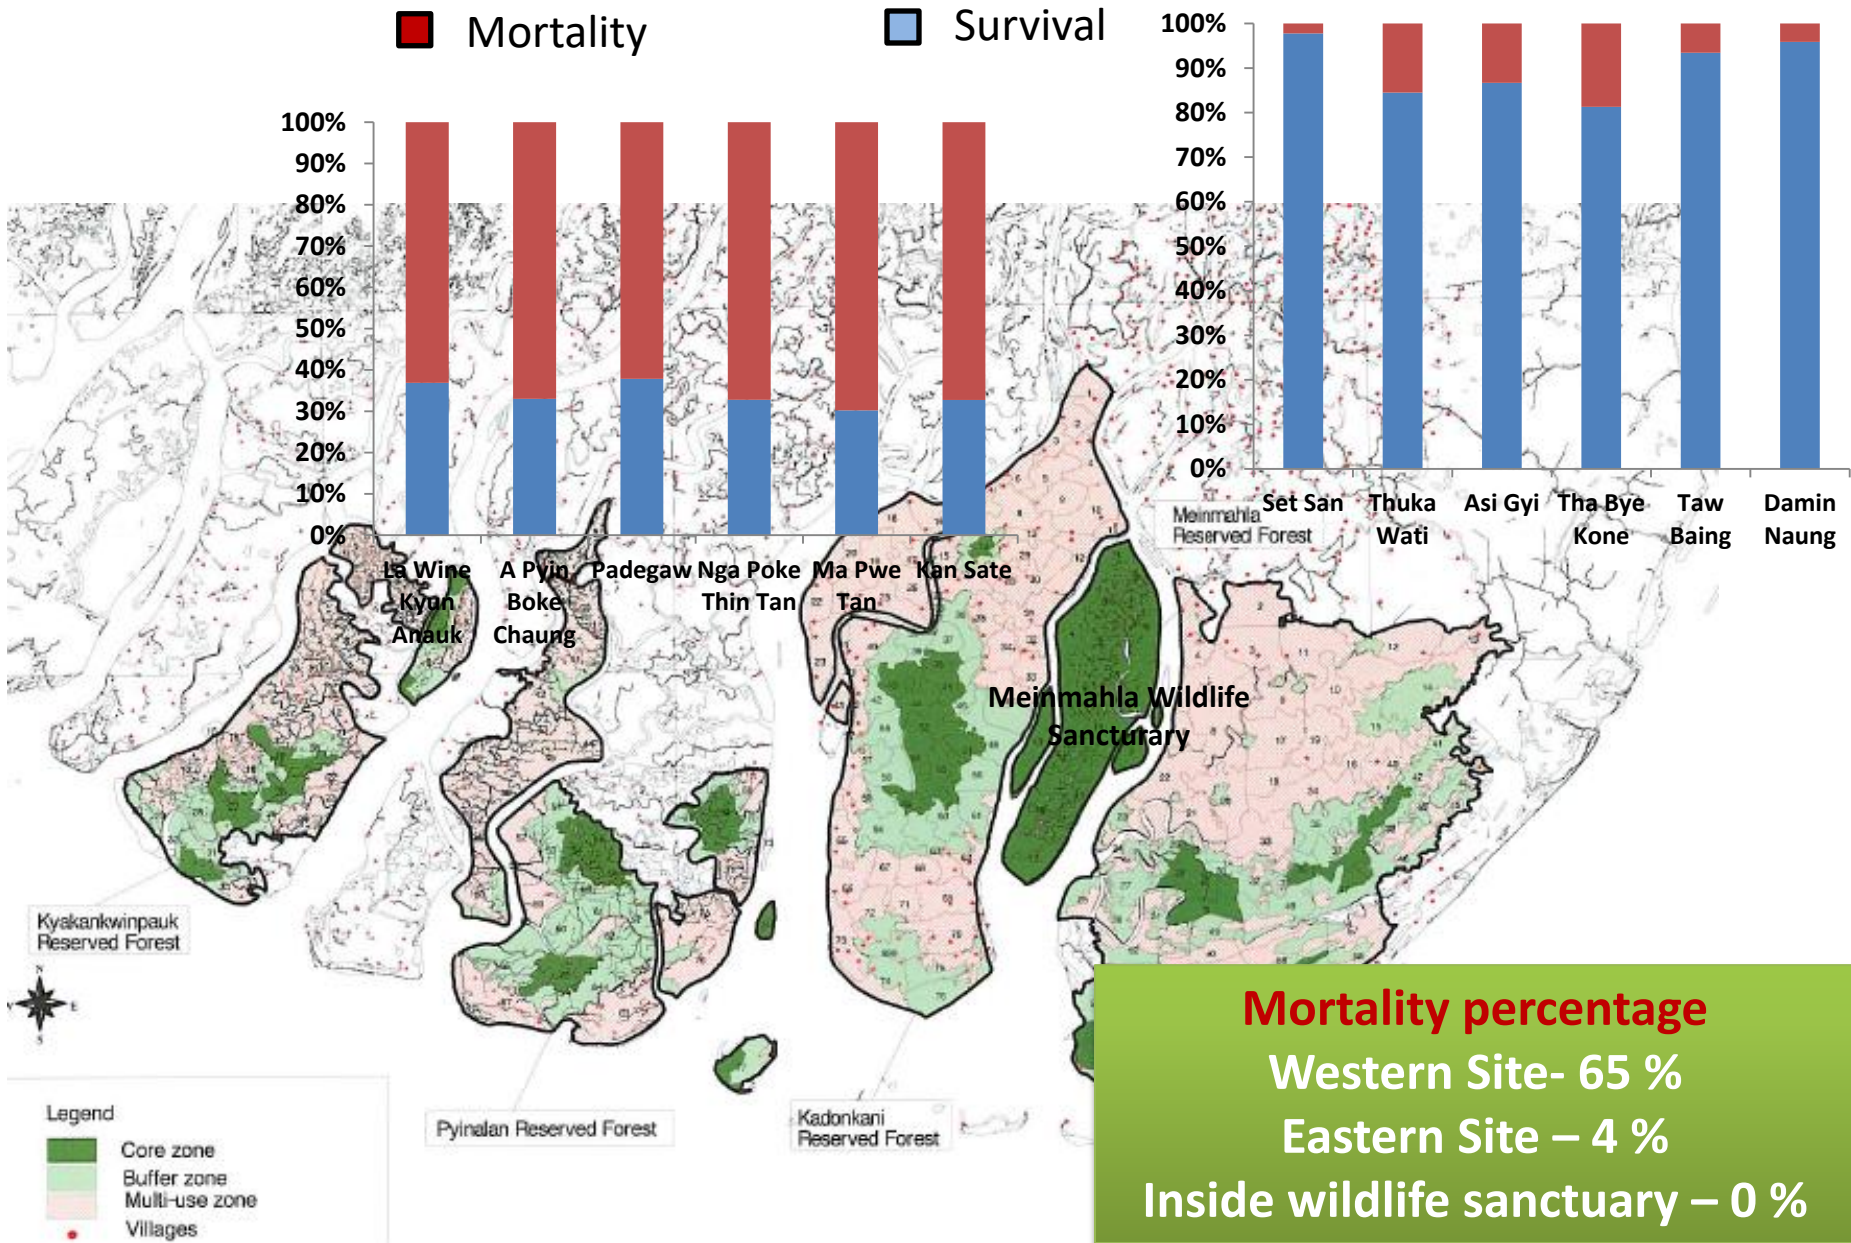 Mortality
Survival
100%
90%
80%
70%
60%
50%
40%
30%
20%
10%
0%
La Wine
Kyun
Anauk
A Pyin
Boke
Chaung
Padegaw
Nga Poke
Thin Tan
Ma Pwe
Tan
Kan Sate
100%
90%
80%
70%
60%
50%
40%
30%
20%
10%
0%
Set San
Thuka
Wati
Asi Gyi
Tha Bye
Kone
Taw
Baing
Damin
Naung
Meinmahla
Reserved Forest
Meinmahla Wildlife
Sancturary
Kyakankwinpauk
Reserved Forest
N
E
S
Pyinalan Reserved Forest
Kadonkani
Reserved Forest
Legend
Core zone
Buffer zone
Multi-use zone
Villages
Mortality percentage
Western Site- 65 %
Eastern Site – 4 %
Inside wildlife sanctuary – 0 %